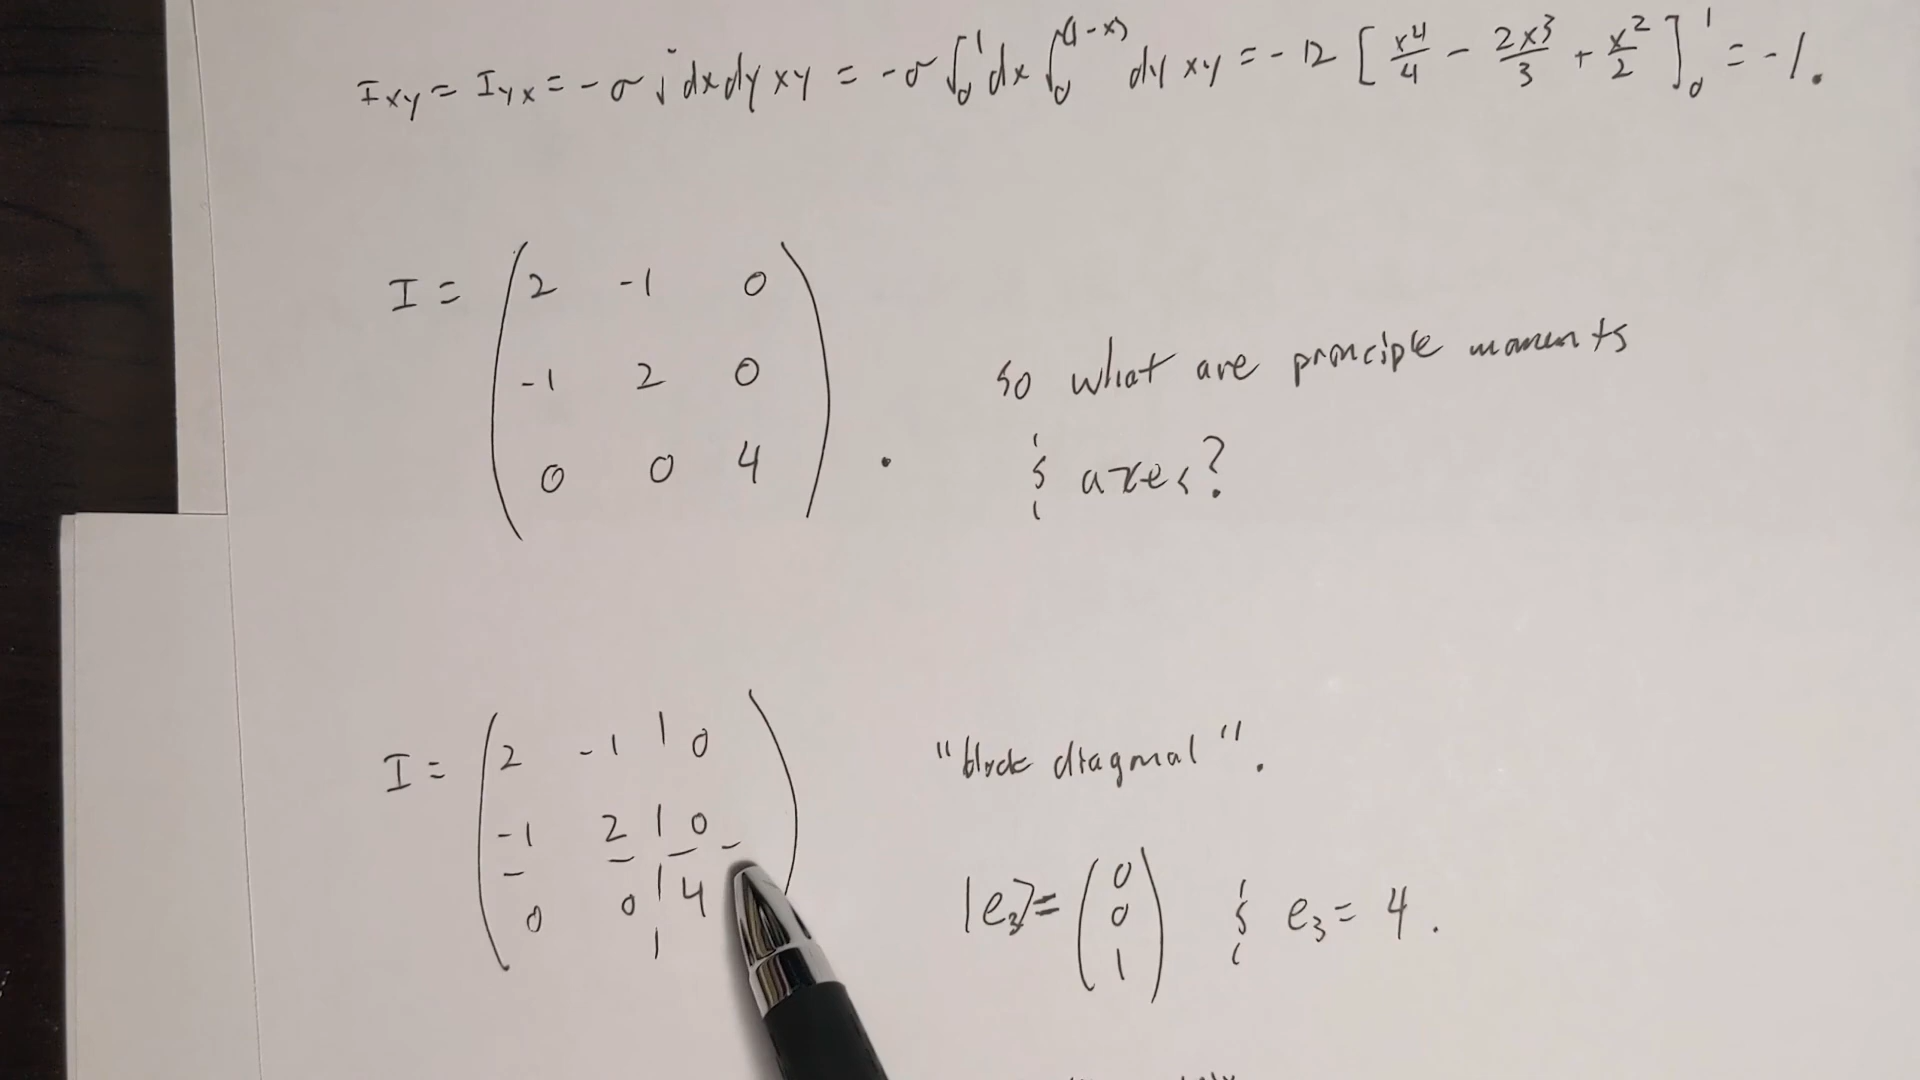 Ixy = Iyx = -σ ∫ dxdy xy = -σ ∫₀¹ dx ∫₀^(1-x) dy xy = -12 [ x⁴/4 - 2x³/3 + x²/2 ]₀¹ = -1.
I = ( 2 -1 0
-1 2 0
0 0 4 ) .
so what are principle moments
& axes?
I = ( 2 -1 | 0
-1 2 | 0
0 0 | 4 )
"block diagonal".
|e₃> = ( 0 0 1 ) & e₃ = 4.